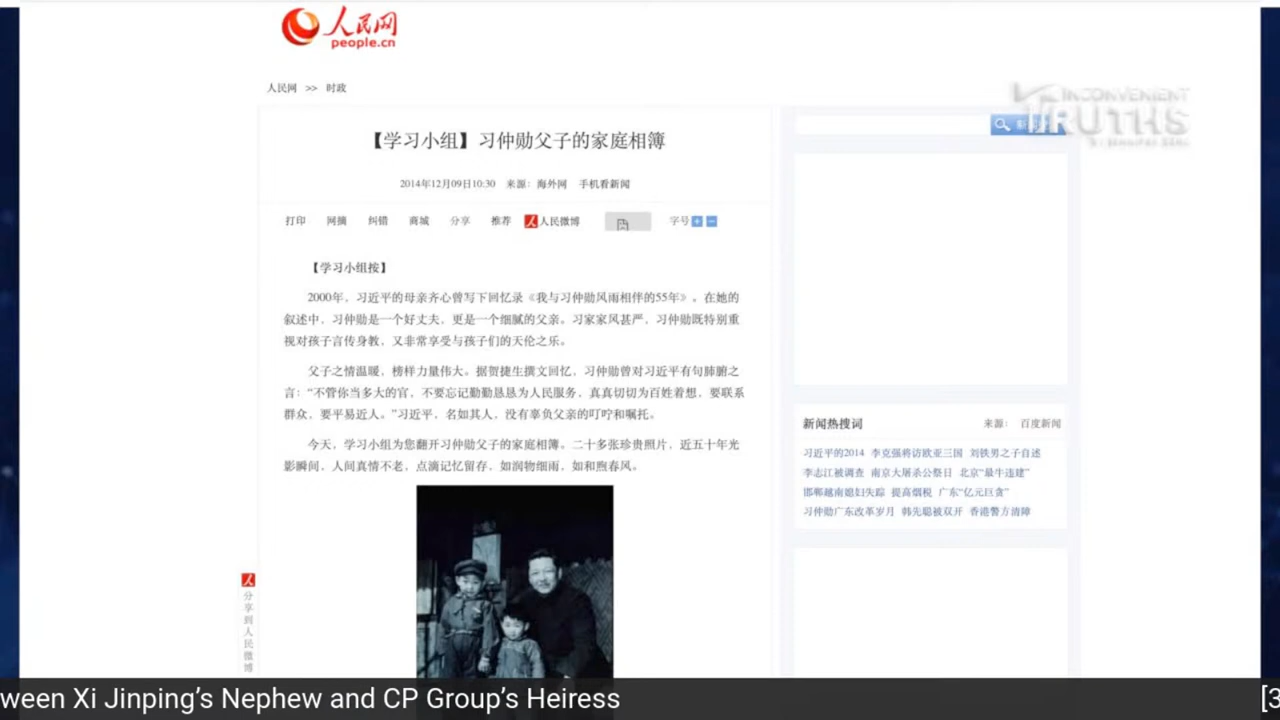 人民网
people.cn
人民网 >> 时政
INCONVENIENT
TRUTHS
【学习小组】习仲勋父子的家庭相簿
2014年12月09日10:30 来源：海外网 手机看新闻
打印 网摘 纠错 商城 分享 推荐 人民微博 字号
【学习小组按】
2000年，习近平的母亲齐心曾写下回忆录《我与习仲勋风雨相伴的55年》。在她的
叙述中，习仲勋是一个好丈夫，更是一个细腻的父亲。习家家风甚严，习仲勋既特别重
视对孩子言传身教，又非常享受与孩子们的天伦之乐。
父子之情温暖，榜样力量伟大。据贺捷生撰文回忆，习仲勋曾对习近平有句肺腑之
言：“不管你当多大的官，不要忘记勤勤恳恳为人民服务，真真切切为百姓着想，要联系
群众，要平易近人。”习近平，名如其人，没有辜负父亲的叮咛和嘱托。
今天，学习小组为您翻开习仲勋父子的家庭相簿。二十多张珍贵照片，近五十年光
影瞬间，人间真情不老，点滴记忆留存，如润物细雨，如和煦春风。
新闻热搜词 来源： 百度新闻
习近平的2014 李克强将访欧亚三国 刘铁男之子自述
李志江被调查 南京大屠杀公祭日 北京“最牛违建”
邯郸越南媳妇失踪 提高烟税 广东“亿元巨贪”
习仲勋广东改革岁月 韩先聪被双开 香港警方清障
分享到人民微博
ween Xi Jinping’s Nephew and CP Group’s Heiress
[3